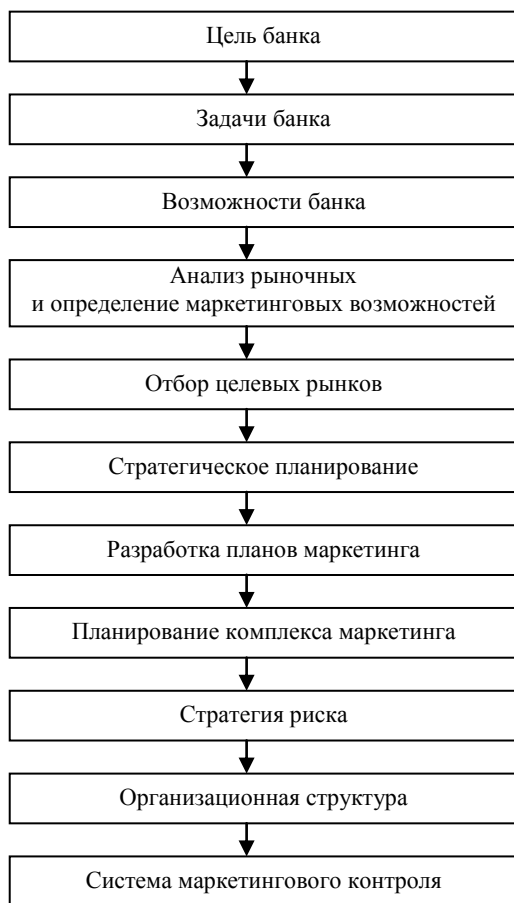 Цель банка
Задачи банка
Возможности банка
Анализ рыночных
и определение маркетинговых возможностей
Отбор целевых рынков
Стратегическое планирование
Разработка планов маркетинга
Планирование комплекса маркетинга
Стратегия риска
Организационная структура
Система маркетингового контроля